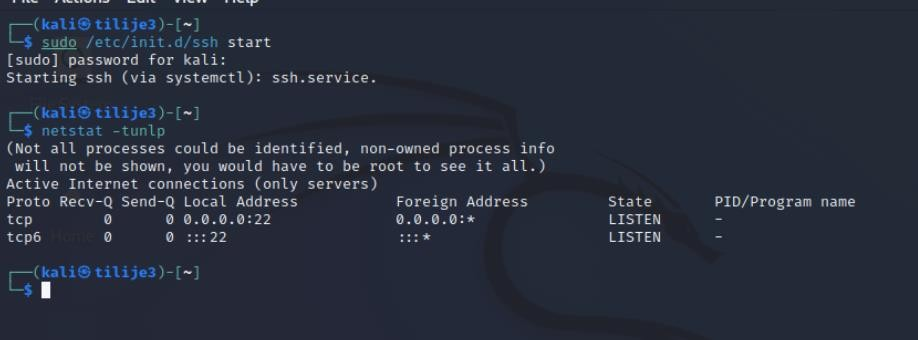 File Actions Edit View Help
┌──(kali㉿tilije3)-[~]
└─$ sudo /etc/init.d/ssh start
[sudo] password for kali:
Starting ssh (via systemctl): ssh.service.
┌──(kali㉿tilije3)-[~]
└─$ netstat -tunlp
(Not all processes could be identified, non-owned process info
will not be shown, you would have to be root to see it all.)
Active Internet connections (only servers)
Proto Recv-Q Send-Q Local Address Foreign Address State PID/Program name
tcp 0 0 0.0.0.0:22 0.0.0.0:* LISTEN -
tcp6 0 0 :::22 :::* LISTEN -
Home
┌──(kali㉿tilije3)-[~]
└─$